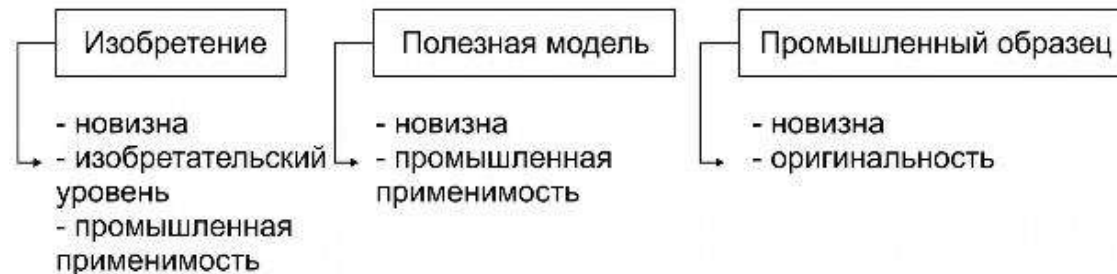 Изобретение
- новизна
- изобретательский
уровень
- промышленная
применимость
Полезная модель
- новизна
- промышленная
применимость
Промышленный образец
- новизна
- оригинальность